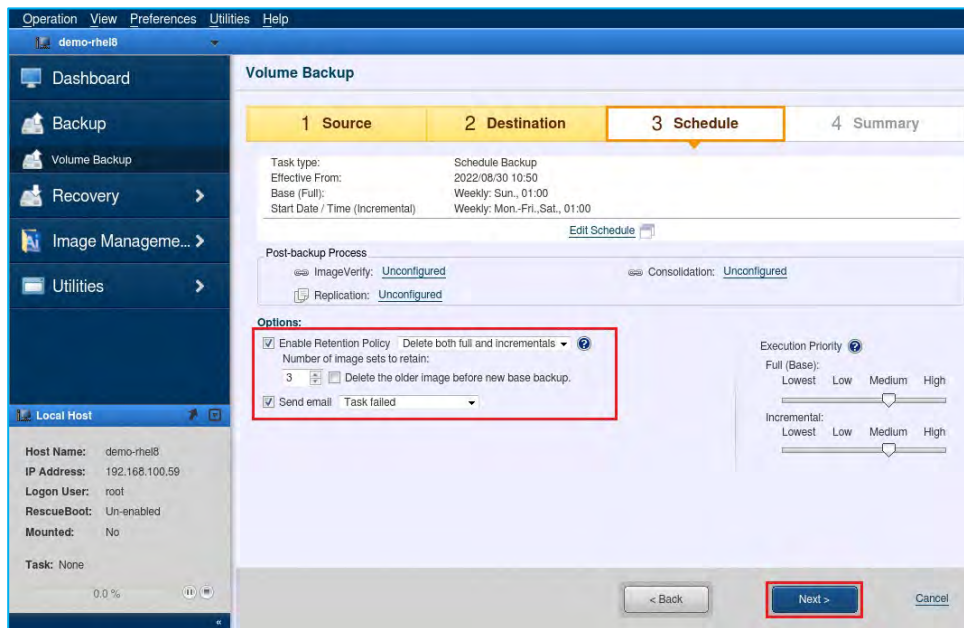 Operation View Preferences Utilities Help
demo-rhel8
Dashboard
Backup
Volume Backup
Recovery
Image Manageme...
Utilities
Local Host
Host Name: demo-rhel8
IP Address: 192.168.100.59
Logon User: root
RescueBoot: Un-enabled
Mounted: No
Task: None
0.0 %
Volume Backup
1 Source 2 Destination 3 Schedule 4 Summary
Task type: Schedule Backup
Effective From: 2022/08/30 10:50
Base (Full): Weekly: Sun., 01:00
Start Date / Time (Incremental) Weekly: Mon.-Fri.,Sat., 01:00
Edit Schedule
Post-backup Process
ImageVerify: Unconfigured Consolidation: Unconfigured
Replication: Unconfigured
Options:
Enable Retention Policy Delete both full and incrementals
Number of image sets to retain:
3 Delete the older image before new base backup.
Send email Task failed
Execution Priority
Full (Base):
Lowest Low Medium High
Incremental:
Lowest Low Medium High
< Back Next > Cancel